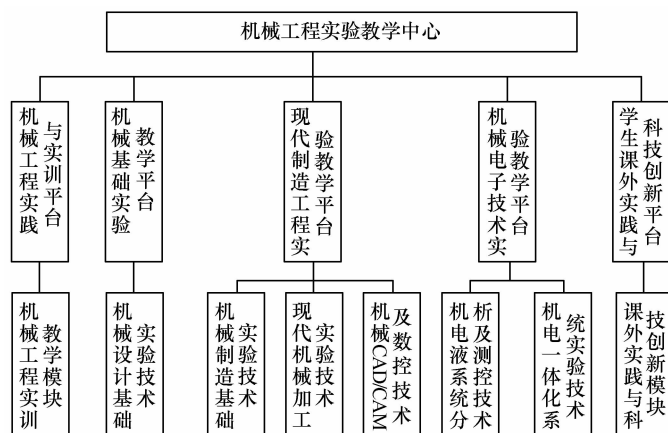 机械工程实验教学中心
机械工程实践
与实训平台
机械基础实验
教学平台
现代制造工程实
验教学平台
机械电子技术实
验教学平台
学生课外实践与
科技创新平台
机械工程实训
教学模块
机械设计基础
实验技术
机械制造基础
实验技术
现代机械加工
实验技术
机械CAD/CAM
及数控技术
机电液系统分
析及测控技术
机电一体化系
统实验技术
课外实践与科
技创新模块